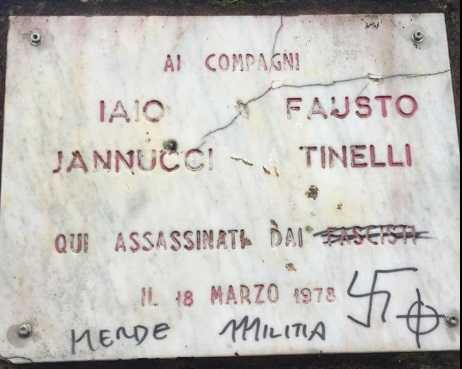 AI COMPAGNI
IAIO FAUSTO
JANNUCCI TINELLI
QUI ASSASSINATI DAI FASCISTI
IL 18 MARZO 1978
MERDE MILITIA